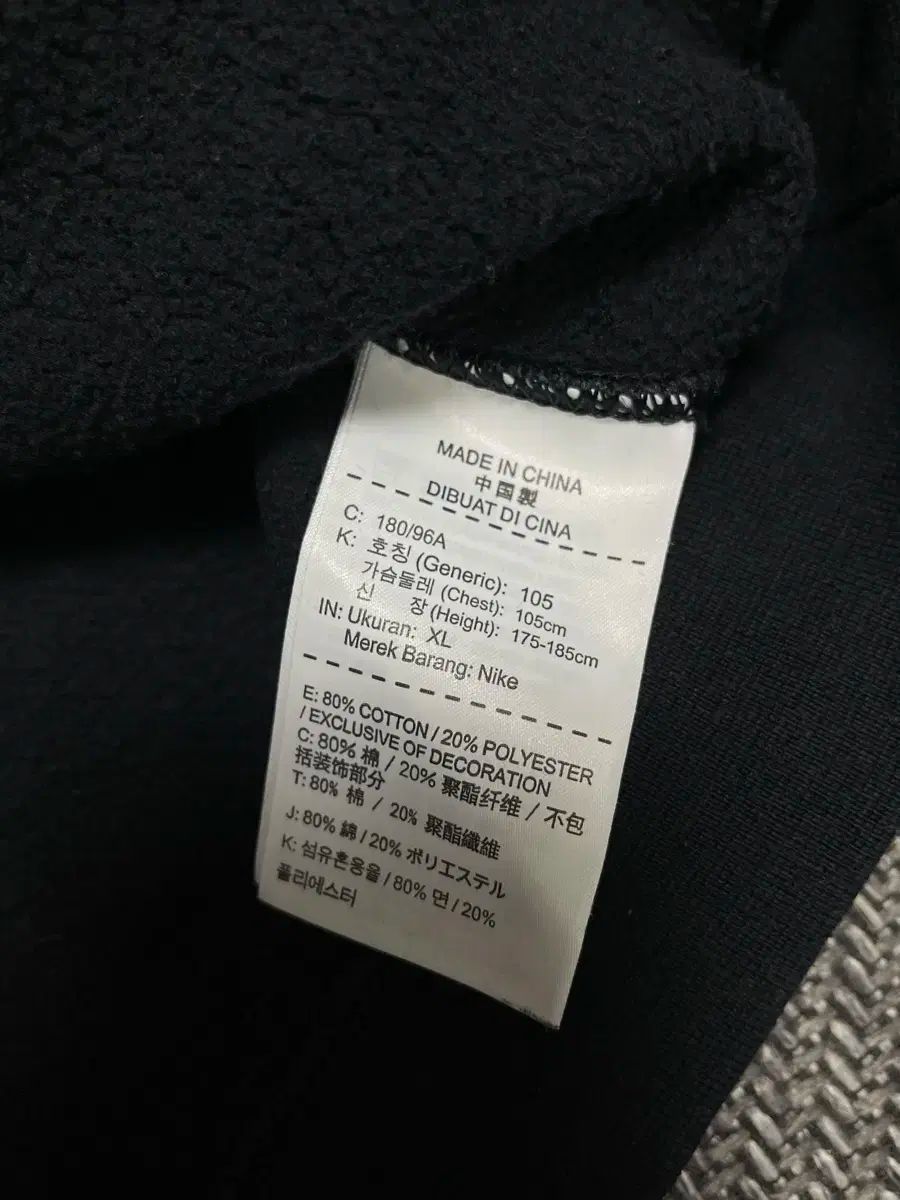 MADE IN CHINA
中国製
DIBUAT DI CINA
C: 180/96A
K: 호칭 (Generic): 105
가슴둘레 (Chest): 105cm
신 장 (Height): 175-185cm
IN: Ukuran: XL
Merek Barang: Nike
E: 80% COTTON / 20% POLYESTER
/ EXCLUSIVE OF DECORATION
C: 80% 棉 / 20% 聚酯纤维 / 不包
括装饰部分
T: 80% 棉 / 20% 聚酯纖維
J: 80% 綿 / 20% ポリエステル
K: 섬유혼용율 / 80% 면 / 20%
폴리에스터